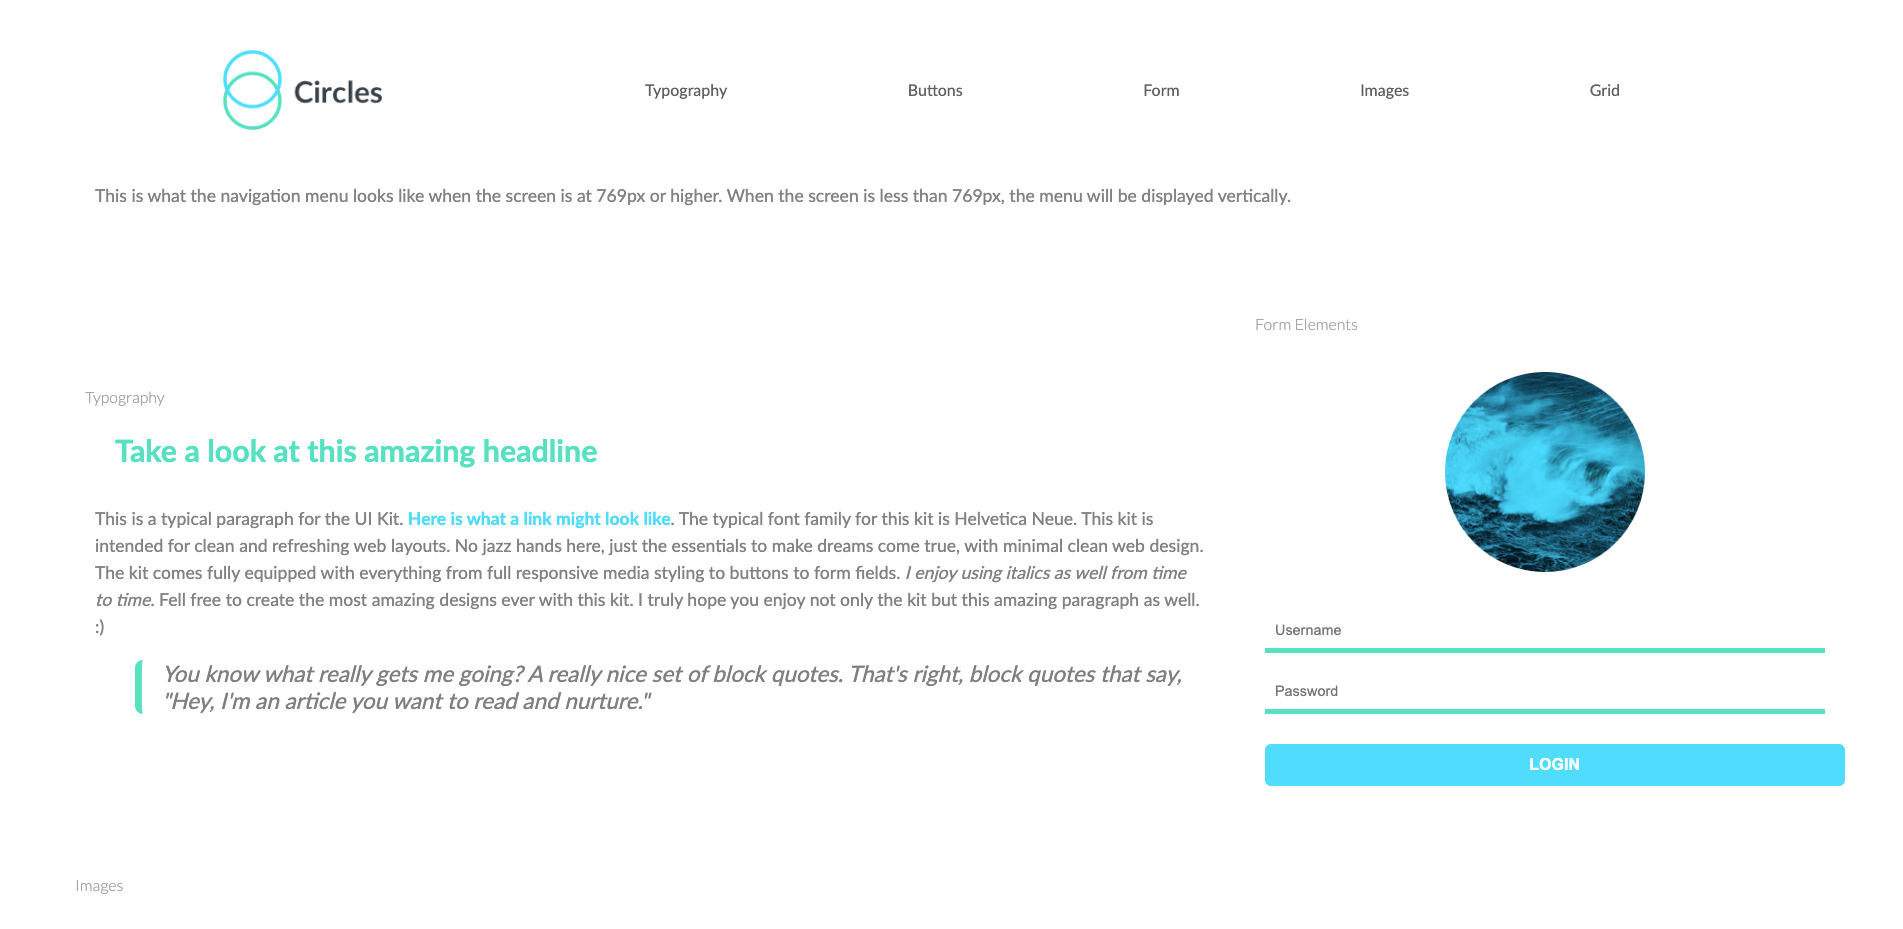 Circles
Typography
Buttons
Form
Images
Grid
This is what the navigation menu looks like when the screen is at 769px or higher. When the screen is less than 769px, the menu will be displayed vertically.
Typography
Take a look at this amazing headline
This is a typical paragraph for the UI Kit. Here is what a link might look like. The typical font family for this kit is Helvetica Neue. This kit is
intended for clean and refreshing web layouts. No jazz hands here, just the essentials to make dreams come true, with minimal clean web design.
The kit comes fully equipped with everything from full responsive media styling to buttons to form fields. I enjoy using italics as well from time
to time. Fell free to create the most amazing designs ever with this kit. I truly hope you enjoy not only the kit but this amazing paragraph as well.
:)
You know what really gets me going? A really nice set of block quotes. That's right, block quotes that say,
"Hey, I'm an article you want to read and nurture."
Form Elements
Username
Password
LOGIN
Images